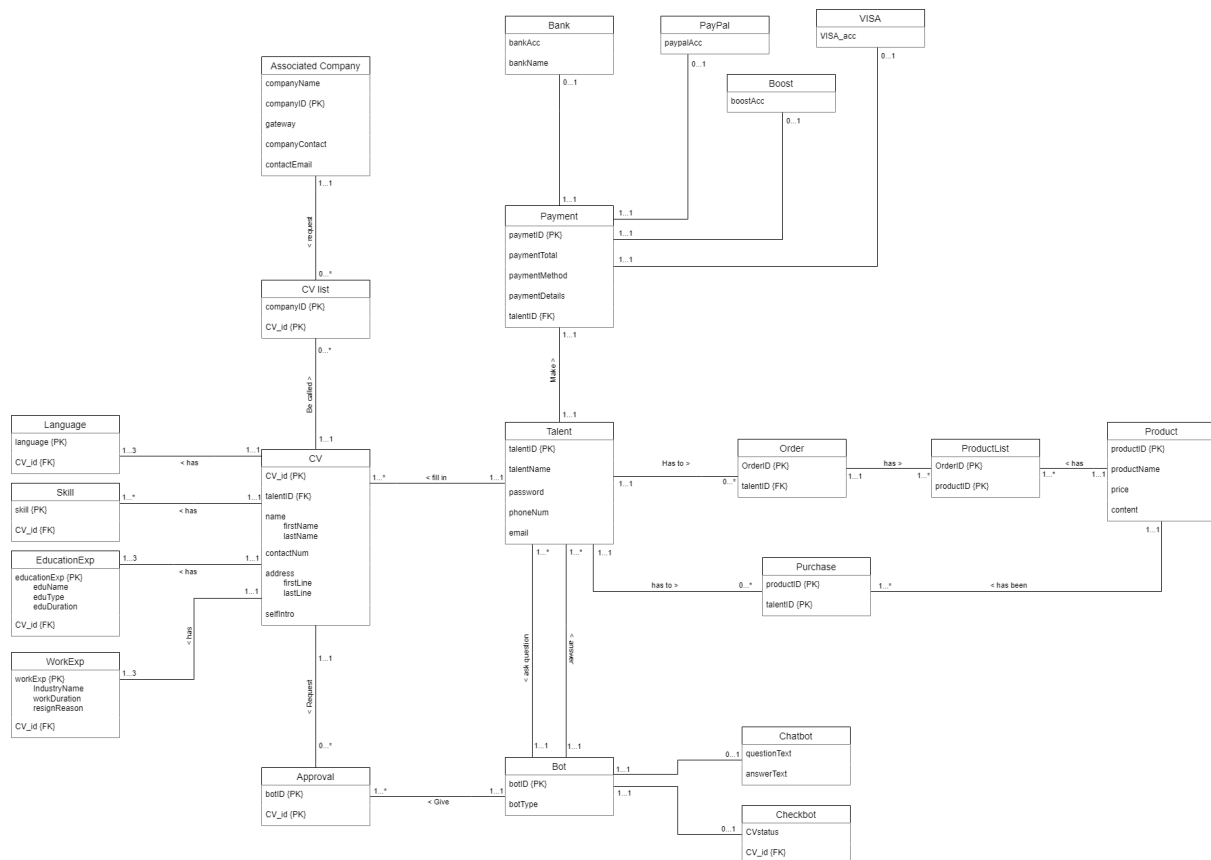 Bank
bankAcc
bankName
0...1
PayPal
paypalAcc
0...1
VISA
VISA_acc
0...1
Boost
boostAcc
0...1
Associated Company
companyName
companyID {PK}
gateway
companyContact
contactEmail
1...1
< request
0...*
CV list
companyID {PK}
CV_id {PK}
0...*
Be called >
1...1
1...1
Payment
paymetID {PK}
paymentTotal
paymentMethod
paymentDetails
talentID {FK}
1...1
1...1
1...1
1...1
Make >
1...1
Language
language {PK}
CV_id {FK}
1...3
< has
1...1
Skill
skill {PK}
CV_id {FK}
1...*
< has
1...1
EducationExp
educationExp {PK}
eduName
eduType
eduDuration
CV_id {FK}
1...3
< has
1...1
WorkExp
workExp {PK}
IndustryName
workDuration
resignReason
CV_id {FK}
1...3
< has
1...1
CV
CV_id {PK}
talentID {FK}
name
firstName
lastName
contactNum
address
firstLine
lastLine
selfIntro
1...*
< fill in
1...1
Talent
talentID {PK}
talentName
password
phoneNum
email
Has to >
1...1
0...*
Order
OrderID {PK}
talentID {FK}
has >
1...1
1...*
ProductList
OrderID {PK}
productID {PK}
< has
1...*
1...1
Product
productID {PK}
productName
price
content
1...1
1...1
has to >
0...*
Purchase
productID {PK}
talentID {PK}
1...*
< has been
1...*
1...*
< ask question
answer >
1...1
1...1
1...1
< Request
0...*
Approval
botID {PK}
CV_id {PK}
1...*
< Give
1...1
Bot
botID {PK}
botType
1...1
1...1
0...1
Chatbot
questionText
answerText
0...1
Checkbot
CVstatus
CV_id {FK}